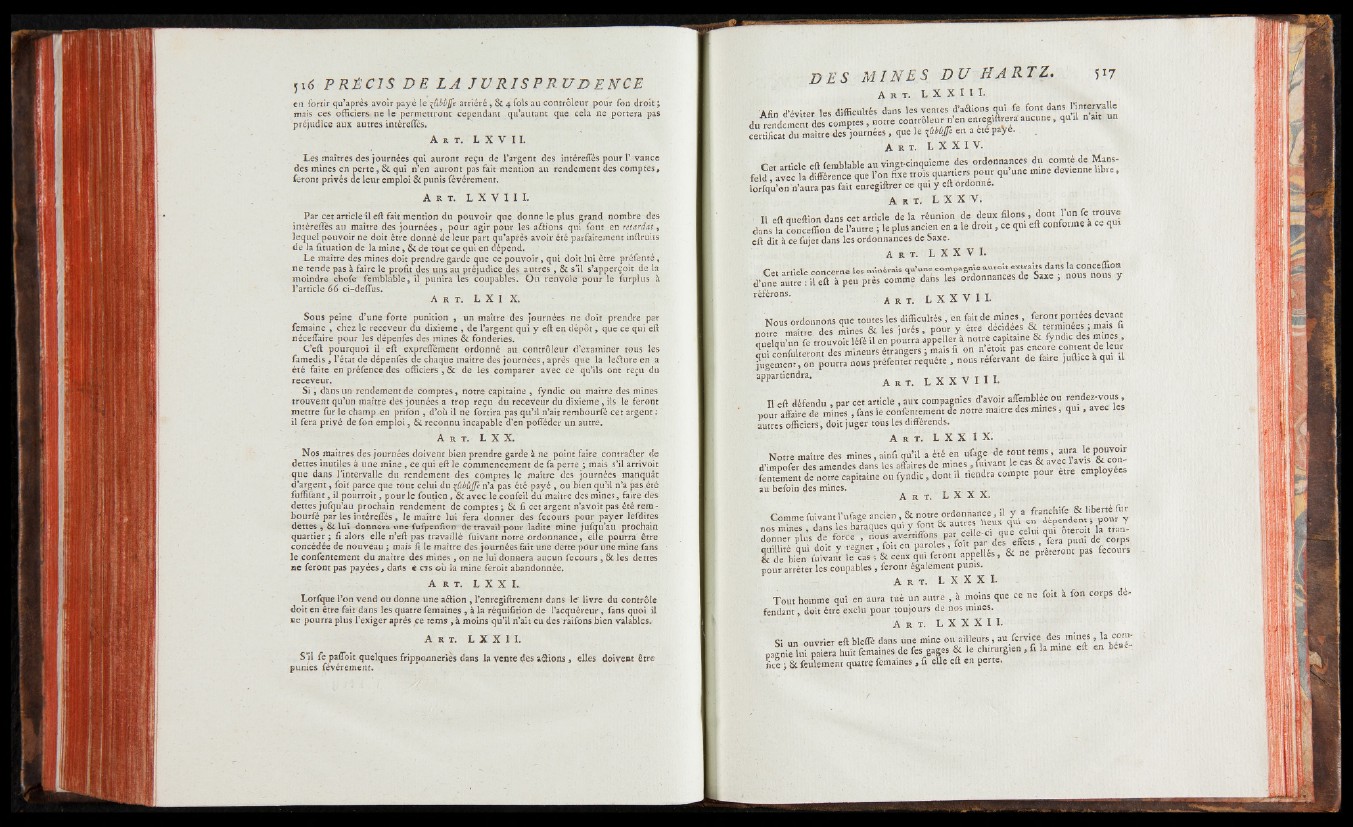 516 PRÉCIS DE LA JURISPRUDENCE
en ſortir qu'après avoir payé le zubbſſe arriéré, & 4 ſols au contrôleur pour ſon droit;
mais ces officiers ne le permettront cependant qu'autant que cela ne portera pas
préjudice aux autres intéreſſés.
ART. LXVII.
Les maîtres des journées qui auront reçu de l'argent des intéreſſés pour l' vance
des mines en perte, & qui n'en auront pas fait mention au rendement des comptes,
ſeront privés de leur emploi & punis ſévérement.
ART. LXVIII.
Par cet article il eſt fait mention du pouvoir que donne le plus grand nombre des
intéreſſés au maître des journées, pour agir pour les actions qui ſont en retardat,
lequel pouvoir ne doit être donné de leur part qu'après avoir été parfaitement inſtruits
de la ſituation de la mine, & de tout ce qui en dépend.
Le maître des mines doit prendre garde que ce pouvoir, qui doit lui être préſenté,
ne tende pas à faire le profit des uns au préjudice des autres, & s'il s'apperçoit de la
moindre choſe ſemblable, il punira les coupables. On renvoie pour le ſurplus à
l'article 66 ci-deſſus.
ART. LXIX.
Sous peine d'une forte punition, un maître des journées ne doit prendre par
ſemaine, chez le receveur du dixieme, de l'argent qui y eſt en dépôt, que ce qui eſt
néceſſaire pour les dépenſes des mines & fonderies.
C'eſt pourquoi il eſt expreſſément ordonné au contrôleur d'examiner tous les
ſamedis, l'état de dépenſes de chaque maître des journées, après que la lecture en a
été faite en préſence des officiers, & de les comparer avec ce qu'ils ont reçu du
receveur.
Si, dans un rendement de comptes, notre capitaine, ſyndic ou maître des mines
trouvent qu'un maître des jounées a trop reçu du receveur du dixieme, ils le feront
mettre ſur le champ en priſon, d'où il ne ſortira pas qu'il n'ait rembourſé cet argent;
il ſera privé de ſon emploi, & reconnu incapable d'en poſſéder un autre.
ART. LXX.
Nos maîtres des journées doivent bien prendre garde à ne point faire contracter de
dettes inutiles à une mine, ce qui eſt le commencement de ſa perte; mais s'il arrivoit
que dans l'intervalle du rendement des comptes le maître des journées manquât
d'argent, ſoit parce que tout celui du zubûſſe n'a pas été payé, ou bien qu'il n'a pas été
ſuffiſant, il pourroit, pour le ſoutien, & avec le conſeil du maître des mines, faire des
dettes juſqu'au prochain rendement de comptes; & ſi cet argent n'avoit pas été rem-
bourſé par les intéreſſés, le maître lui fera donner des ſecours pour payer leſdites
dettes, & lui donnera une ſuſpenſion de travail pour ladite mine juſqu'au prochain
quartier; ſi alors elle n'eſt pas travaillé ſuivant notre ordonnance, elle pourra être
concédée de nouveau; mais ſi le maître des journées fait une dette pour une mine ſans
le conſentement du maître des mines, on ne lui donnera aucun ſecours, & les dettes
ne ſeront pas payées, dans e cas où la mine ſeroit abandonnée.
ART. LXXI.
Lorſque l'on vend ou donne une action, l'enregiſtrement dans le livre du contrôle
doit en être fait dans les quatre ſemaines, à la réquiſition de l'acquéreur, ſans quoi il
ne pourra plus l'exiger après ce tems, à moins qu'il n'ait eu des raiſons bien valables.
ART. LXXII.
S'il ſe paſſoit quelques fripponneries dans la vente des actions, elles doivent être
punies ſévérement.
DES MINES DU HARTZ. 517
ART. LXXIII.
Afin d'éviter les difficultés dans les ventes d'actions qui ſe font dans l'intervalle
du rendement des comptes, notre contrôleur n'en enregiſtrera aucune, qu'il n'ait un
certificat du maître des journées, que le zubuſſe en a été payé.
ART. LXXIV.
Cet article eſt ſemblable au vingt-cinquieme des ordonnances du comté de Mans-
feld, avec la différence que l'on fixe trois quartiers pour qu'une mine devienne libre,
lorſqu'on n'aura pas fait enregiſtrer ce qui y eſt ordonné.
ART. LXXV.
Il eſt queſtion dans cet article de la réunion de deux filons, dont l'un ſe trouve
dans la conceſſion de l'autre; le plus ancien en a le droit, ce qui eſt conforme à ce qui
eſt dit à ce ſujet dans les ordonnances de Saxe.
ART. LXXVI.
Cet article concerne les minérais qu'une compagnie auroit extraits dans la conceſſion
d'une autre: il eſt à peu près comme dans les ordonnances de Saxe; nous nous y
référons.
ART. LXXVII.
Nous ordonnons que toutes les difficultés, en fait de mines, ſeront portées devant
notre maître des mines & les jurés, pour y être décidées & terminées; mais ſi
quelqu'un ſe trouvoit léſé il en pourra appeller à notre capitaine & ſyndic des mines,
qui conſulteront des mineurs étrangers; mais ſi on n'étoit pas encore content de leur
jugement, on pourra nous préſenter requête, nous réſervant de faire juſtice à qui il
appartiendra.
ART. LXXVIII.
Il eſt défendu, par cet article, aux compagnies d'avoir aſſemblée ou rendez-vous,
pour affaire de mines, ſans le conſentement de notre maître des mines, qui, avec les
autres officiers, doit juger tous les différends.
ART. LXXIX.
Notre maître des mines, ainſi qu'il a été en uſage de tout tems, aura le pouvoir
d'impoſer des amendes dans les affaires de mines, ſuivant le cas & avec l'avis & con-
ſentement de notre capitaine ou ſyndic, dont il tiendra compte pour être employées
au beſoin des mines.
ART. LXXX.
Comme ſuivant l'uſage ancien, & notre ordonnance, il y a franchiſe & liberté ſur
nos mines, dans les baraques qui y ſont & autres lieux qui en dépendent; pour y
donner plus de force, nous avertiſſons par celle-ci que celui qui ôteroit la tran-
quillité qui doit y regner, ſoit en paroles, ſoit par des effets, ſera puni de corps
& de bien ſuivant le cas; & ceux qui ſeront appellés, & ne prêteront pas ſecours
pour arrêter les coupables, ſeront également punis.
ART. LXXXI.
Tout homme qui en aura tué un autre, à moins que ce ne ſoit à ſon corps dé-
fendant, doit être exclu pour toujours de nos mines.
ART. LXXXII.
Si un ouvrier eſt bleſſé dans une mine ou ailleurs, au ſervice des mines, la com-
pagnie lui paiera huit ſemaines de ſes gages & le chirurgien, ſi la mine eſt en béné-
fice; & ſeulement quatre ſemaines, ſi elle eſt en perte.